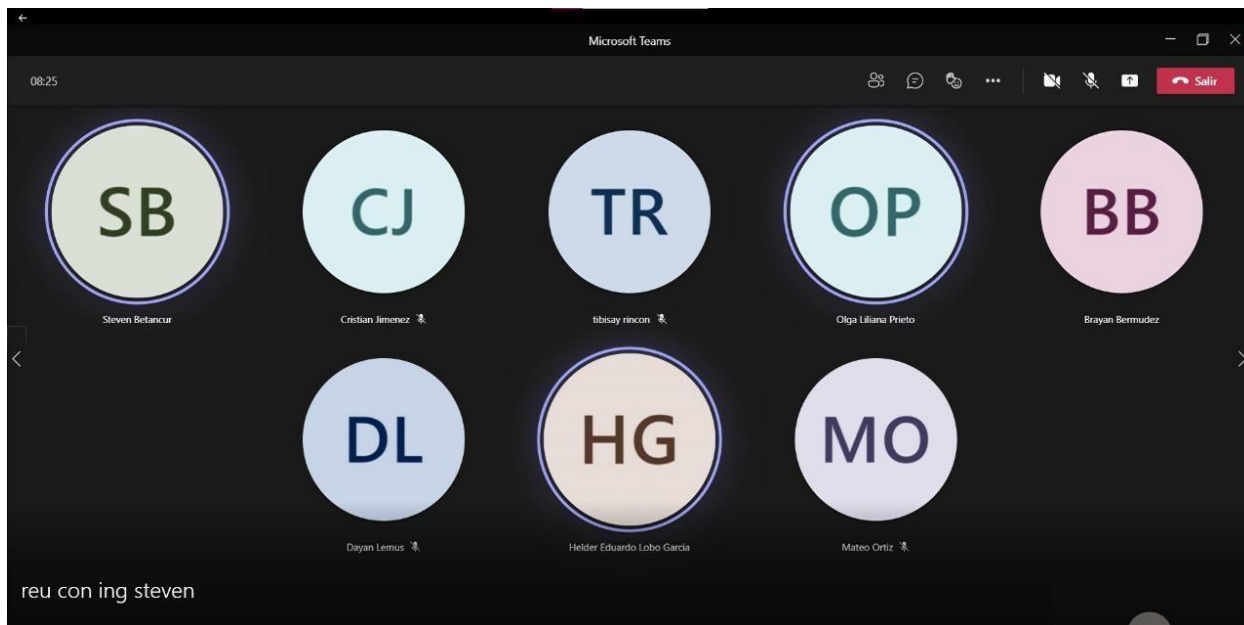 Microsoft Teams
08:25
Salir
SB
CJ
TR
OP
BB
Steven Betancur
Cristian Jimenez
tibisay rincon
Olga Liliana Prieto
Brayan Bermudez
DL
HG
MO
Dayan Lemus
Helder Eduardo Lobo Garcia
Mateo Ortiz
reu con ing steven